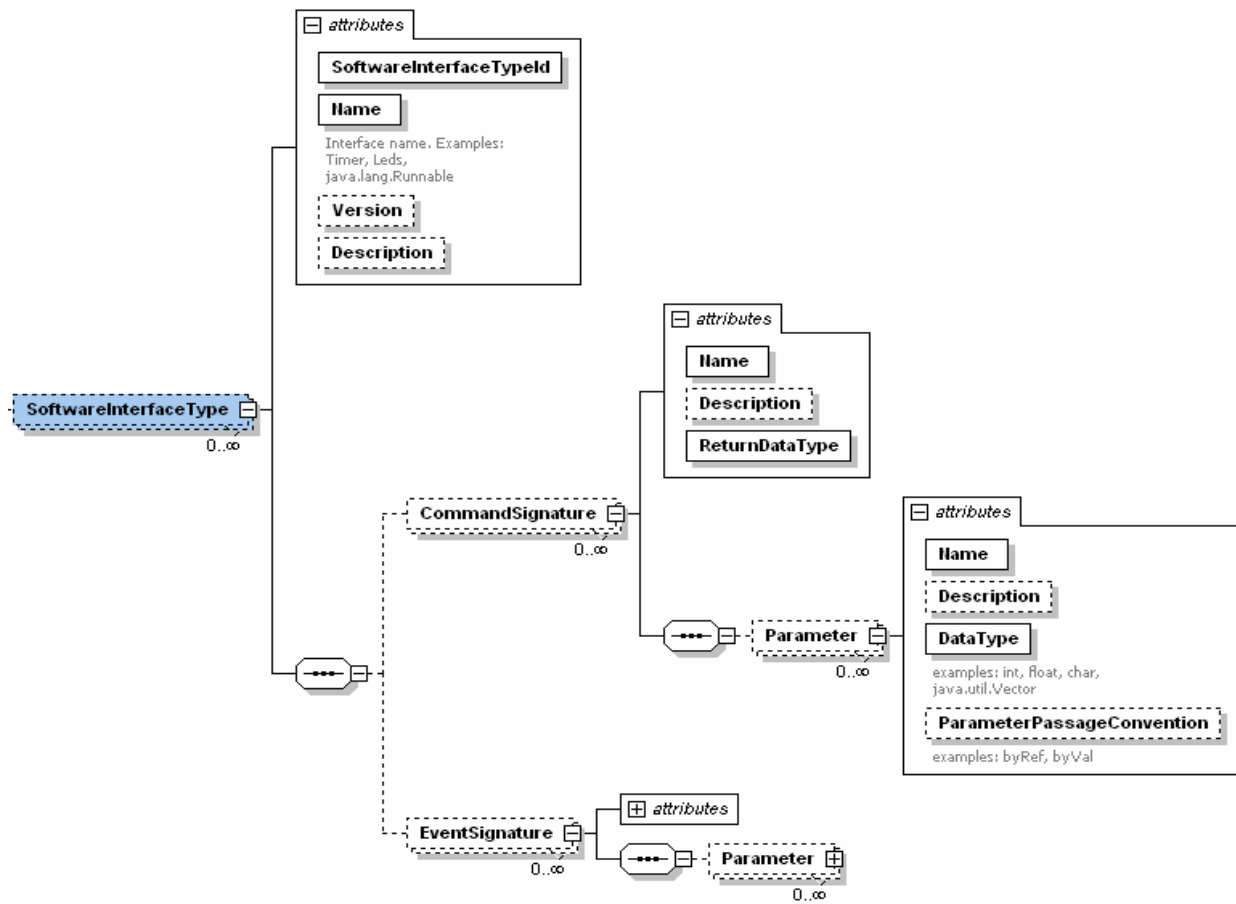 attributes
SoftwareInterfaceTypeId
Name
Interface name. Examples:
Timer, Leds,
java.lang.Runnable
Version
Description
SoftwareInterfaceType
0..∞
attributes
Name
Description
ReturnDataType
CommandSignature
0..∞
Parameter
0..∞
attributes
Name
Description
DataType
examples: int, float, char,
java.util.Vector
ParameterPassageConvention
examples: byRef, byVal
EventSignature
0..∞
attributes
Parameter
0..∞